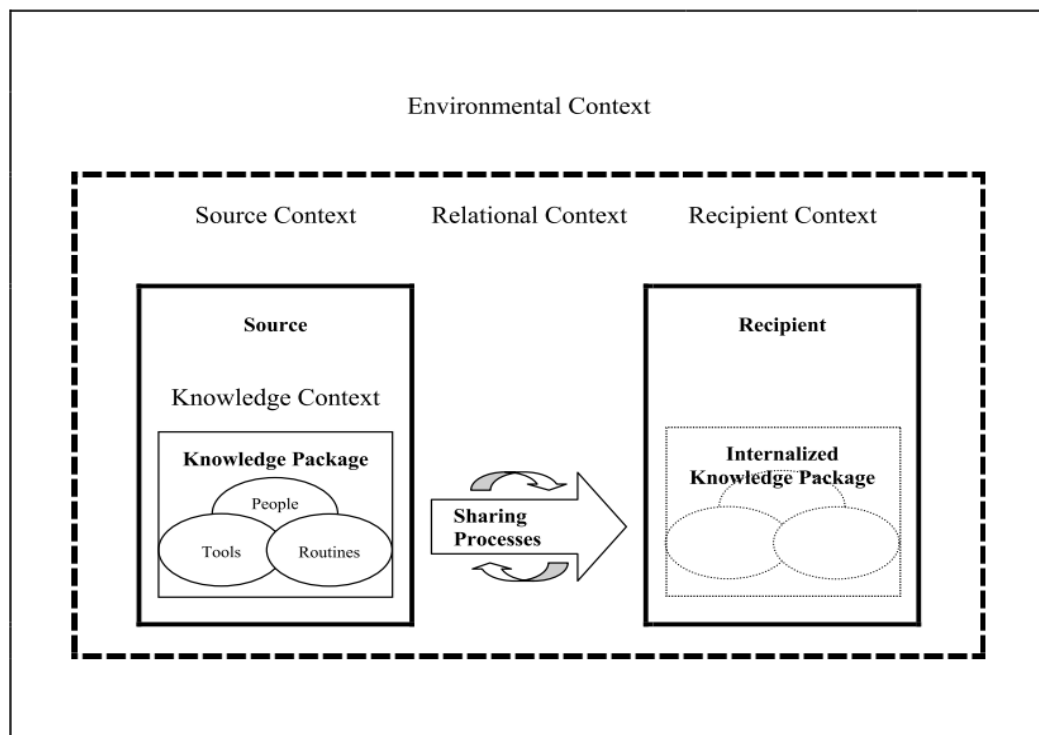 Environmental Context
Source Context
Relational Context
Recipient Context
Source
Recipient
Knowledge Context
Knowledge Package
People
Tools
Routines
Sharing
Processes
Internalized
Knowledge Package